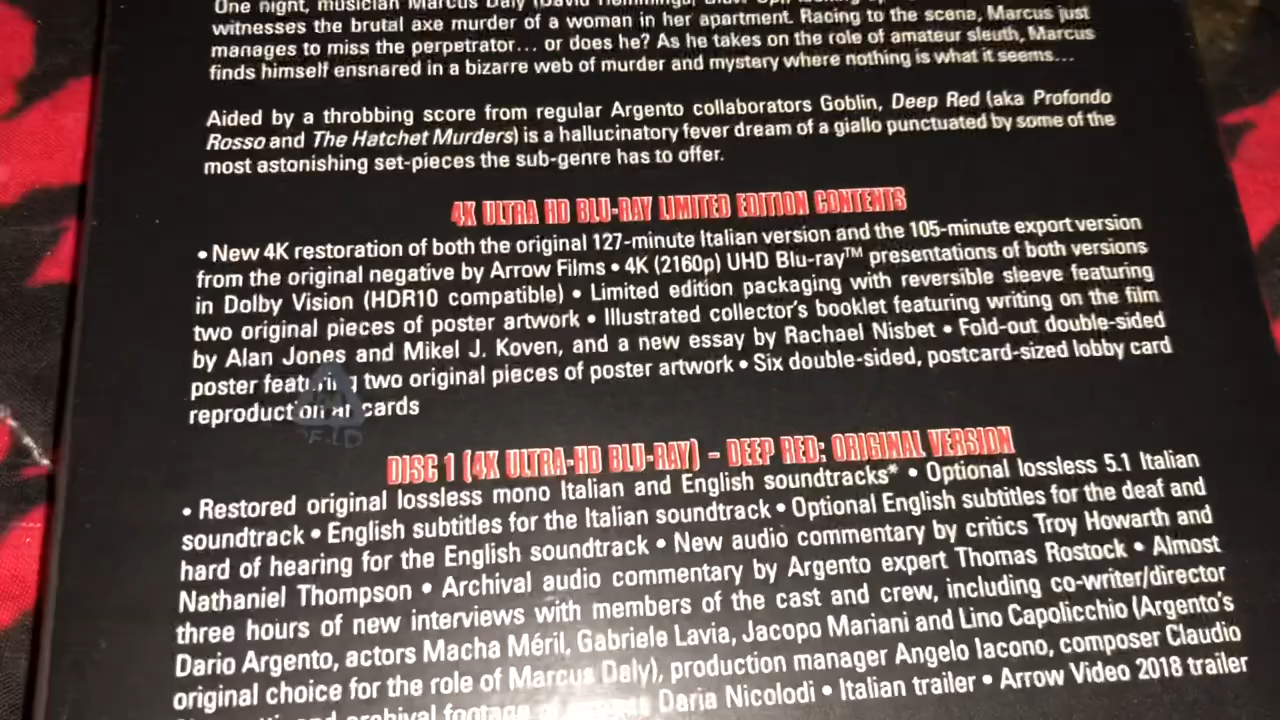 One night, musician Marcus Daly (David Hemmings,
witnesses the brutal axe murder of a woman in her apartment. Racing to the scena, Marcus just
manages to miss the perpetrator... or does he? As he takes on the role of amateur sleuth, Marcus
finds himself ensnared in a bizarre web of murder and mystery where nothing is what it seems...
Aided by a throbbing score from regular Argento collaborators Goblin, Deep Red (aka Profondo
Rosso and The Hatchet Murders) is a hallucinatory fever dream of a giallo punctuated by some of the
most astonishing set-pieces the sub-genre has to offer.
4K ULTRA HD BLU-RAY LIMITED EDITION CONTENTS
• New 4K restoration of both the original 127-minute Italian version and the 105-minute export version
from the original negative by Arrow Films • 4K (2160p) UHD Blu-ray™ presentations of both versions
in Dolby Vision (HDR10 compatible) • Limited edition packaging with reversible sleeve featuring
two original pieces of poster artwork • Illustrated collector's booklet featuring writing on the film
by Alan Jones and Mikel J. Koven, and a new essay by Rachael Nisbet • Fold-out double-sided
poster featuring two original pieces of poster artwork • Six double-sided, postcard-sized lobby card
reproduction art cards
DISC 1 (4K ULTRA-HD BLU-RAY) – DEEP RED: ORIGINAL VERSION
• Restored original lossless mono Italian and English soundtracks* • Optional lossless 5.1 Italian
soundtrack • English subtitles for the Italian soundtrack • Optional English subtitles for the deaf and
hard of hearing for the English soundtrack • New audio commentary by critics Troy Howarth and
Nathaniel Thompson • Archival audio commentary by Argento expert Thomas Rostock • Almost
three hours of new interviews with members of the cast and crew, including co-writer/director
Dario Argento, actors Macha Méril, Gabriele Lavia, Jacopo Mariani and Lino Capolicchio (Argento's
original choice for the role of Marcus Daly), production manager Angelo Iacono, composer Claudio
and archival footage of Daria Nicolodi • Italian trailer • Arrow Video 2018 trailer